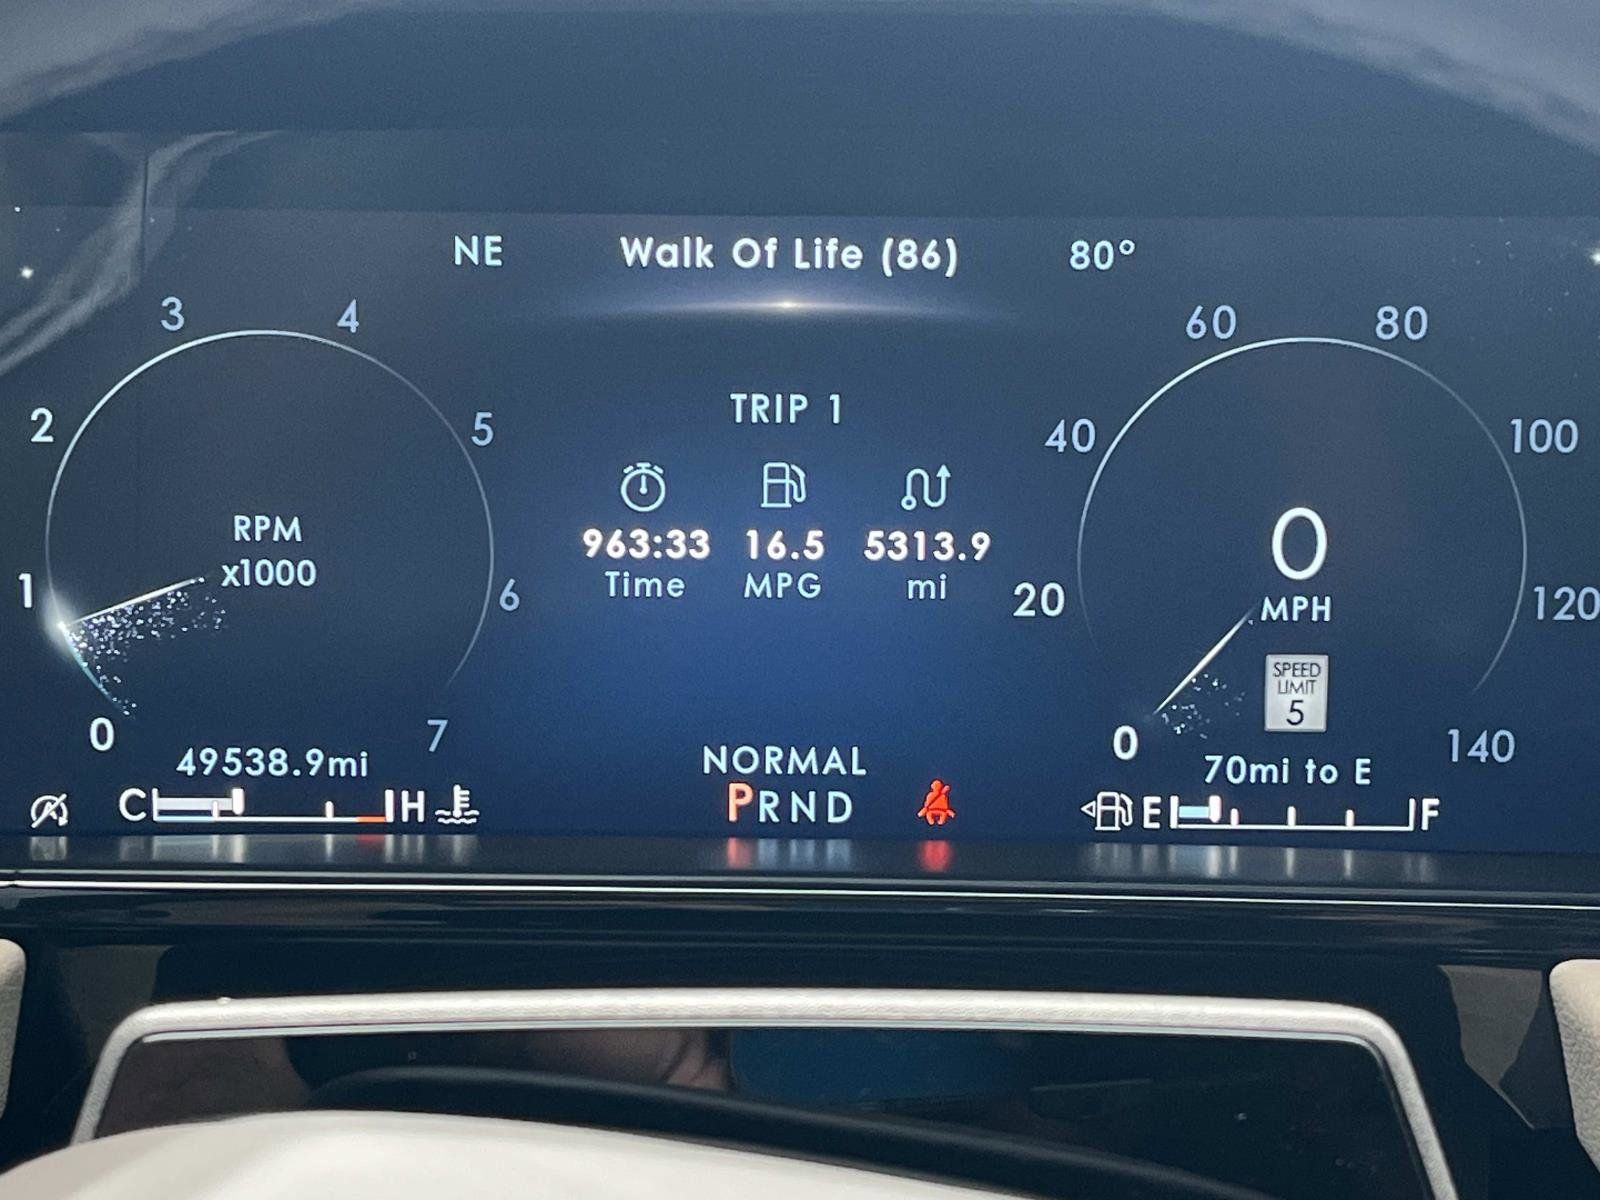 NE Walk Of Life (86) 80°
3 4 60 80
2 5 TRIP 1 40 100
RPM
x1000
963:33 16.5 5313.9
Time MPG mi
0
MPH
1 6 20 120
SPEED
LIMIT
5
0 7 0 140
49538.9mi NORMAL 70mi to E
C H PRND E F